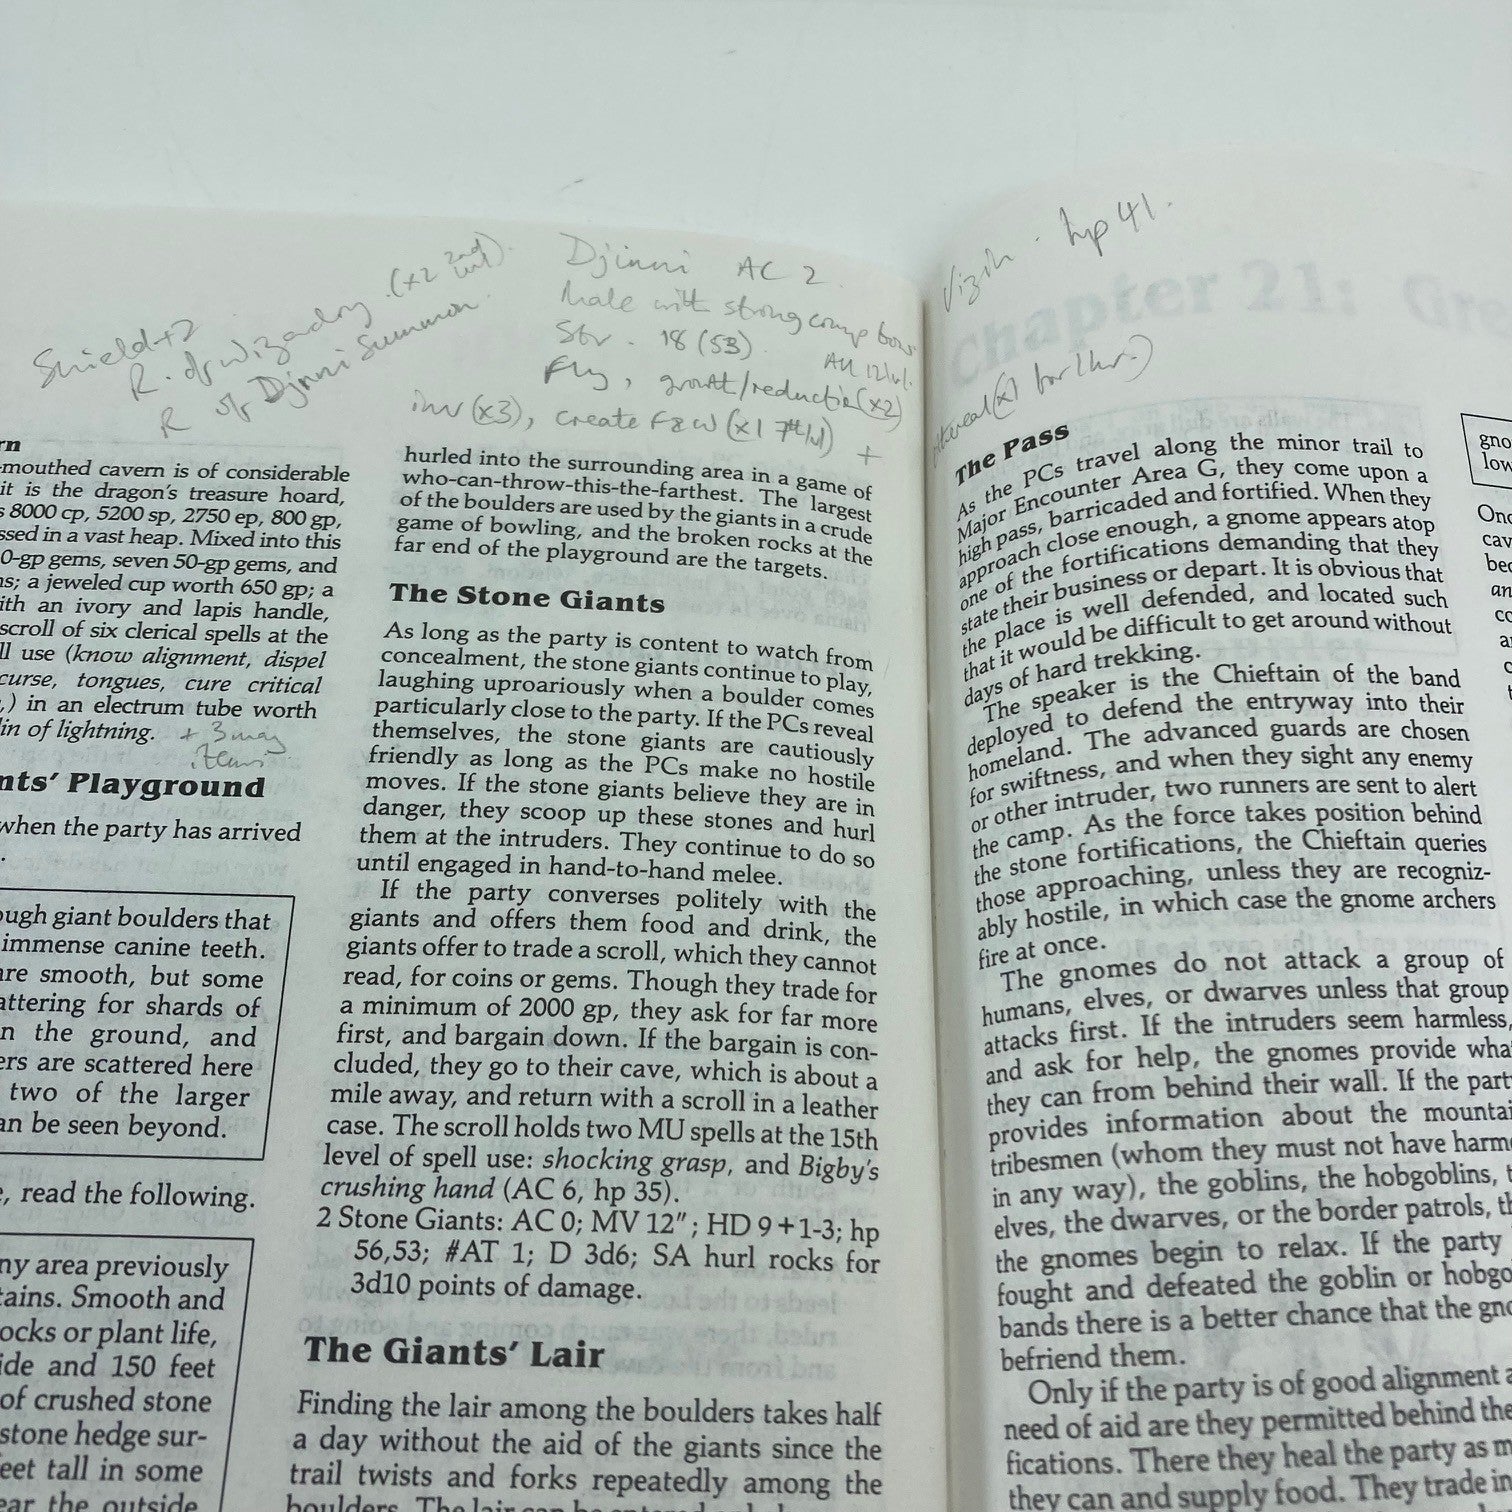 Shield+2
R. of wizardry. (x2 2nd lvl).
R of Djinni Summon
Djinni AC 2
Male with strong comp bow
Str. 18 (53).
All 12 lvl.
Fly, growth/reduction (x2)
inv (x3), create F & W (x1 7th lvl) +
rn
-mouthed cavern is of considerable
it is the dragon's treasure hoard,
s 8000 cp, 5200 sp, 2750 ep, 800 gp,
ssed in a vast heap. Mixed into this
0-gp gems, seven 50-gp gems, and
ns; a jeweled cup worth 650 gp; a
ith an ivory and lapis handle,
scroll of six clerical spells at the
ll use (know alignment, dispel
curse, tongues, cure critical
,) in an electrum tube worth
lin of lightning. + 3 mag
items
nts' Playground
when the party has arrived
.
ough giant boulders that
immense canine teeth.
are smooth, but some
attering for shards of
n the ground, and
ers are scattered here
two of the larger
an be seen beyond.
e, read the following.
ny area previously
tains. Smooth and
ocks or plant life,
ide and 150 feet
of crushed stone
stone hedge sur-
eet tall in some
ear the outside
hurled into the surrounding area in a game of
who-can-throw-this-the-farthest. The largest
of the boulders are used by the giants in a crude
game of bowling, and the broken rocks at the
far end of the playground are the targets.
The Stone Giants
As long as the party is content to watch from
concealment, the stone giants continue to play,
laughing uproariously when a boulder comes
particularly close to the party. If the PCs reveal
themselves, the stone giants are cautiously
friendly as long as the PCs make no hostile
moves. If the stone giants believe they are in
danger, they scoop up these stones and hurl
them at the intruders. They continue to do so
until engaged in hand-to-hand melee.
If the party converses politely with the
giants and offers them food and drink, the
giants offer to trade a scroll, which they cannot
read, for coins or gems. Though they trade for
a minimum of 2000 gp, they ask for far more
first, and bargain down. If the bargain is con-
cluded, they go to their cave, which is about a
mile away, and return with a scroll in a leather
case. The scroll holds two MU spells at the 15th
level of spell use: shocking grasp, and Bigby's
crushing hand (AC 6, hp 35).
2 Stone Giants: AC 0; MV 12"; HD 9+1-3; hp
56,53; #AT 1; D 3d6; SA hurl rocks for
3d10 points of damage.
The Giants' Lair
Finding the lair among the boulders takes half
a day without the aid of the giants since the
trail twists and forks repeatedly among the
boulders. The lair can be entered
hp 41.
Chapter 21: Gr
The Pass
As the PCs travel along the minor trail to
Major Encounter Area G, they come upon a
high pass, barricaded and fortified. When they
approach close enough, a gnome appears atop
one of the fortifications demanding that they
state their business or depart. It is obvious that
the place is well defended, and located such
that it would be difficult to get around without
days of hard trekking.
The speaker is the Chieftain of the band
deployed to defend the entryway into their
homeland. The advanced guards are chosen
for swiftness, and when they sight any enemy
or other intruder, two runners are sent to alert
the camp. As the force takes position behind
the stone fortifications, the Chieftain queries
those approaching, unless they are recogniz-
ably hostile, in which case the gnome archers
fire at once.
The gnomes do not attack a group of
humans, elves, or dwarves unless that group
attacks first. If the intruders seem harmless,
and ask for help, the gnomes provide wha
they can from behind their wall. If the part
provides information about the mountai
tribesmen (whom they must not have harm
in any way), the goblins, the hobgoblins, t
elves, the dwarves, or the border patrols, th
the gnomes begin to relax. If the party
fought and defeated the goblin or hobgo
bands there is a better chance that the gno
befriend them.
Only if the party is of good alignment a
need of aid are they permitted behind the
fications. There they heal the party as m
they can and supply food. They trade in
gno
low
Onc
cav
bec
an